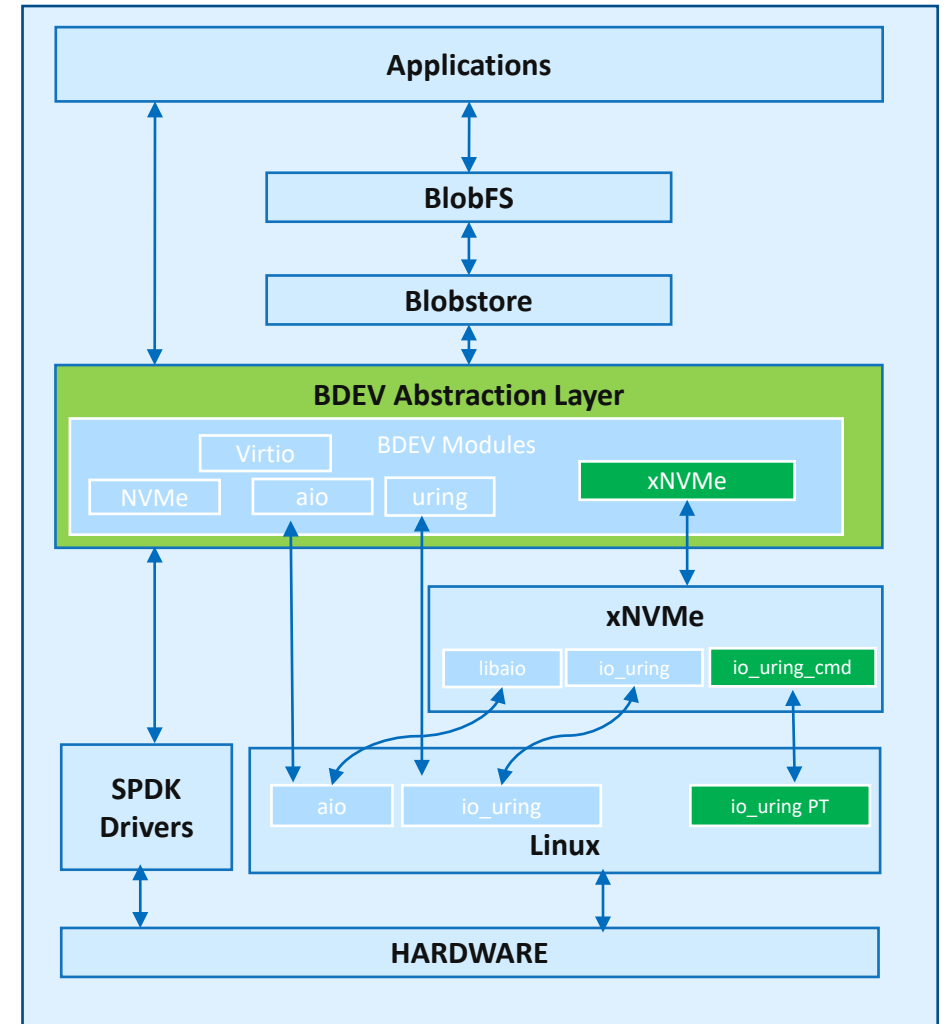 Applications
BlobFS
Blobstore
BDEV Abstraction Layer
BDEV Modules
Virtio
NVMe
aio
uring
xNVMe
xNVMe
libaio
io_uring
io_uring_cmd
SPDK
Drivers
aio
io_uring
io_uring PT
Linux
HARDWARE